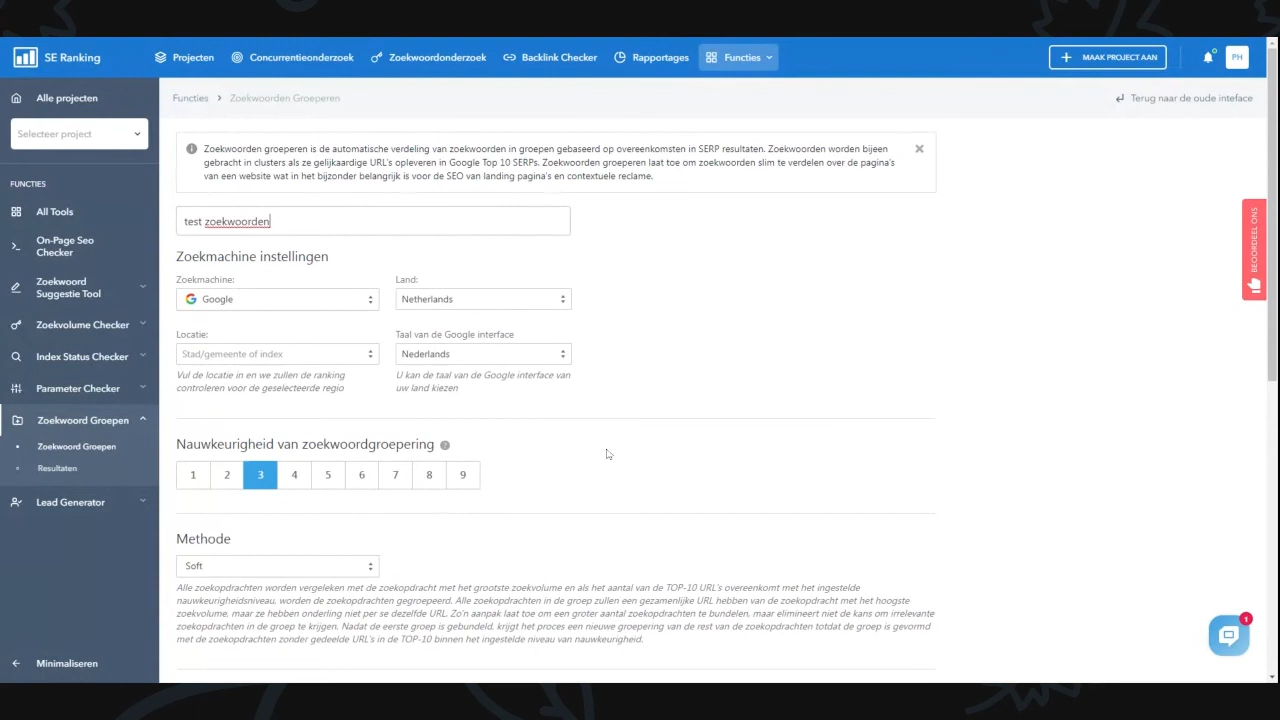 SE Ranking
Projecten
Concurrentieonderzoek
Zoekwoordonderzoek
Backlink Checker
Rapportages
Functies
MAAK PROJECT AAN
PH
Alle projecten
Selecteer project
FUNCTIES
All Tools
On-Page Seo
Checker
Zoekwoord
Suggestie Tool
Zoekvolume Checker
Index Status Checker
Parameter Checker
Zoekwoord Groepen
Zoekwoord Groepen
Resultaten
Lead Generator
Minimaliseren
Functies > Zoekwoorden Groeperen
Terug naar de oude inteface
Zoekwoorden groeperen is de automatische verdeling van zoekwoorden in groepen gebaseerd op overeenkomsten in SERP resultaten. Zoekwoorden worden bijeen
gebracht in clusters als ze gelijkaardige URL's opleveren in Google Top 10 SERPs. Zoekwoorden groeperen laat toe om zoekwoorden slim te verdelen over de pagina's
van een website wat in het bijzonder belangrijk is voor de SEO van landing pagina's en contextuele reclame.
test zoekwoorden
Zoekmachine instellingen
Zoekmachine:
Land:
Google
Netherlands
Locatie:
Taal van de Google interface
Stad/gemeente of index
Nederlands
Vul de locatie in en we zullen de ranking
controleren voor de geselecteerde regio
U kan de taal van de Google interface van
uw land kiezen
Nauwkeurigheid van zoekwoordgroepering
1 2 3 4 5 6 7 8 9
Methode
Soft
Alle zoekopdrachten worden vergeleken met de zoekopdracht met het grootste zoekvolume en als het aantal van de TOP-10 URL's overeenkomt met het ingestelde
nauwkeurigheidsniveau, worden de zoekopdrachten gegroepeerd. Alle zoekopdrachten in de groep zullen een gezamenlijke URL hebben van de zoekopdracht met het hoogste
zoekvolume, maar ze hebben onderling niet per se dezelfde URL. Zo'n aanpak laat toe om een groter aantal zoekopdrachten te bundelen, maar elimineert niet de kans om irrelevante
zoekopdrachten in de groep te krijgen. Nadat de eerste groep is gebundeld, krijgt het proces een nieuwe groepering van de rest van de zoekopdrachten totdat de groep is gevormd
met de zoekopdrachten zonder gedeelde URL's in de TOP-10 binnen het ingestelde niveau van nauwkeurigheid.
BEOORDEEL ONS
1